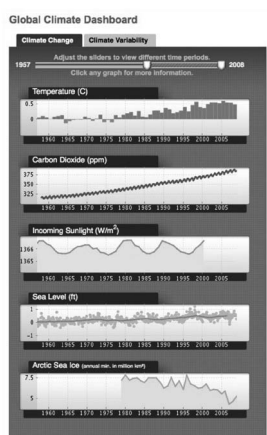 Global Climate Dashboard
Climate Change Climate Variability
Adjust the sliders to view different time periods.
1957 2008
Click any graph for more information.
Temperature (C)
0.5
0
1960 1965 1970 1975 1980 1985 1990 1995 2000 2005
Carbon Dioxide (ppm)
375
350
325
1960 1965 1970 1975 1980 1985 1990 1995 2000 2005
Incoming Sunlight (W/m²)
1366
1365
1960 1965 1970 1975 1980 1985 1990 1995 2000 2005
Sea Level (ft)
1
0
-1
1960 1965 1970 1975 1980 1985 1990 1995 2000 2005
Arctic Sea Ice (annual min. in million km²)
7.5
5
1960 1965 1970 1975 1980 1985 1990 1995 2000 2005